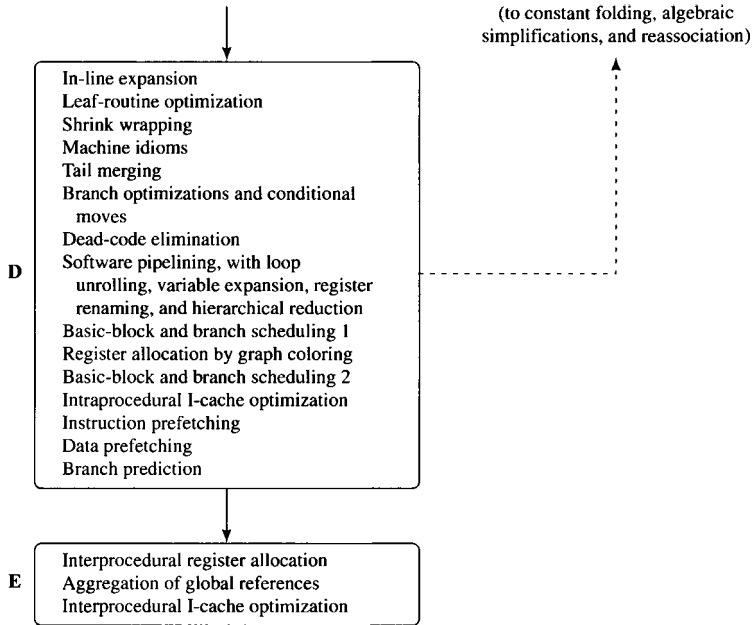 (to constant folding, algebraic
simplifications, and reassociation)
In-line expansion
Leaf-routine optimization
Shrink wrapping
Machine idioms
Tail merging
Branch optimizations and conditional
moves
Dead-code elimination
D
Software pipelining, with loop
unrolling, variable expansion, register
renaming, and hierarchical reduction
Basic-block and branch scheduling 1
Register allocation by graph coloring
Basic-block and branch scheduling 2
Intraprocedural I-cache optimization
Instruction prefetching
Data prefetching
Branch prediction
Interprocedural register allocation
E
Aggregation of global references
Interprocedural I-cache optimization